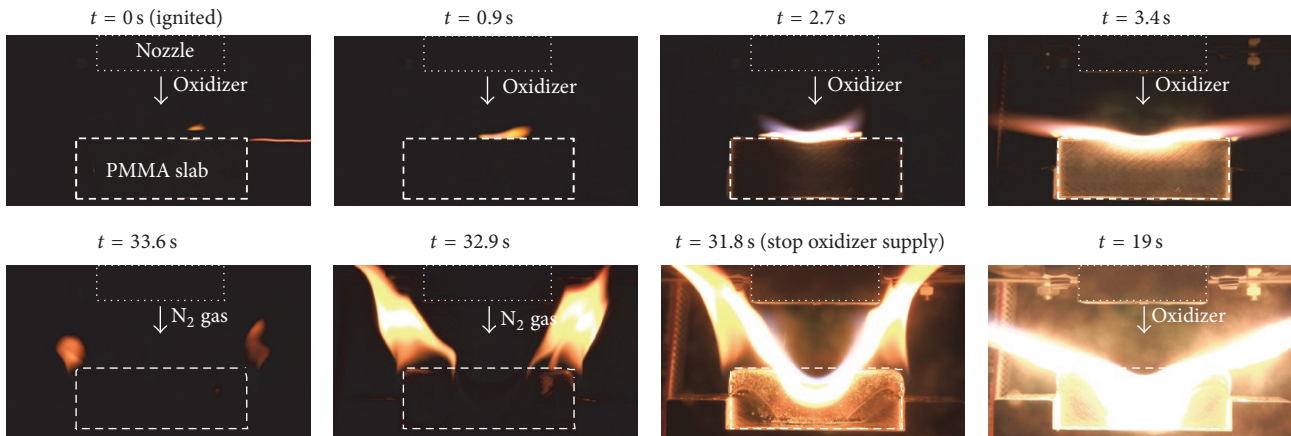 t = 0 s (ignited)
t = 0.9 s
t = 2.7 s
t = 3.4 s
Nozzle
Oxidizer
PMMA slab
Oxidizer
Oxidizer
Oxidizer
t = 33.6 s
t = 32.9 s
t = 31.8 s (stop oxidizer supply)
t = 19 s
N₂ gas
N₂ gas
Oxidizer